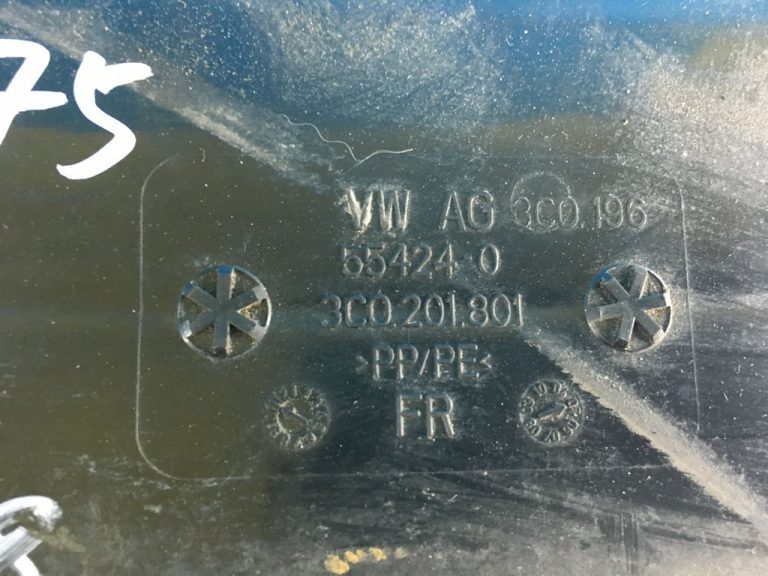 75
VW AG 3C0.196
55424-0
3C0.201.801
>PP/PE<
FR